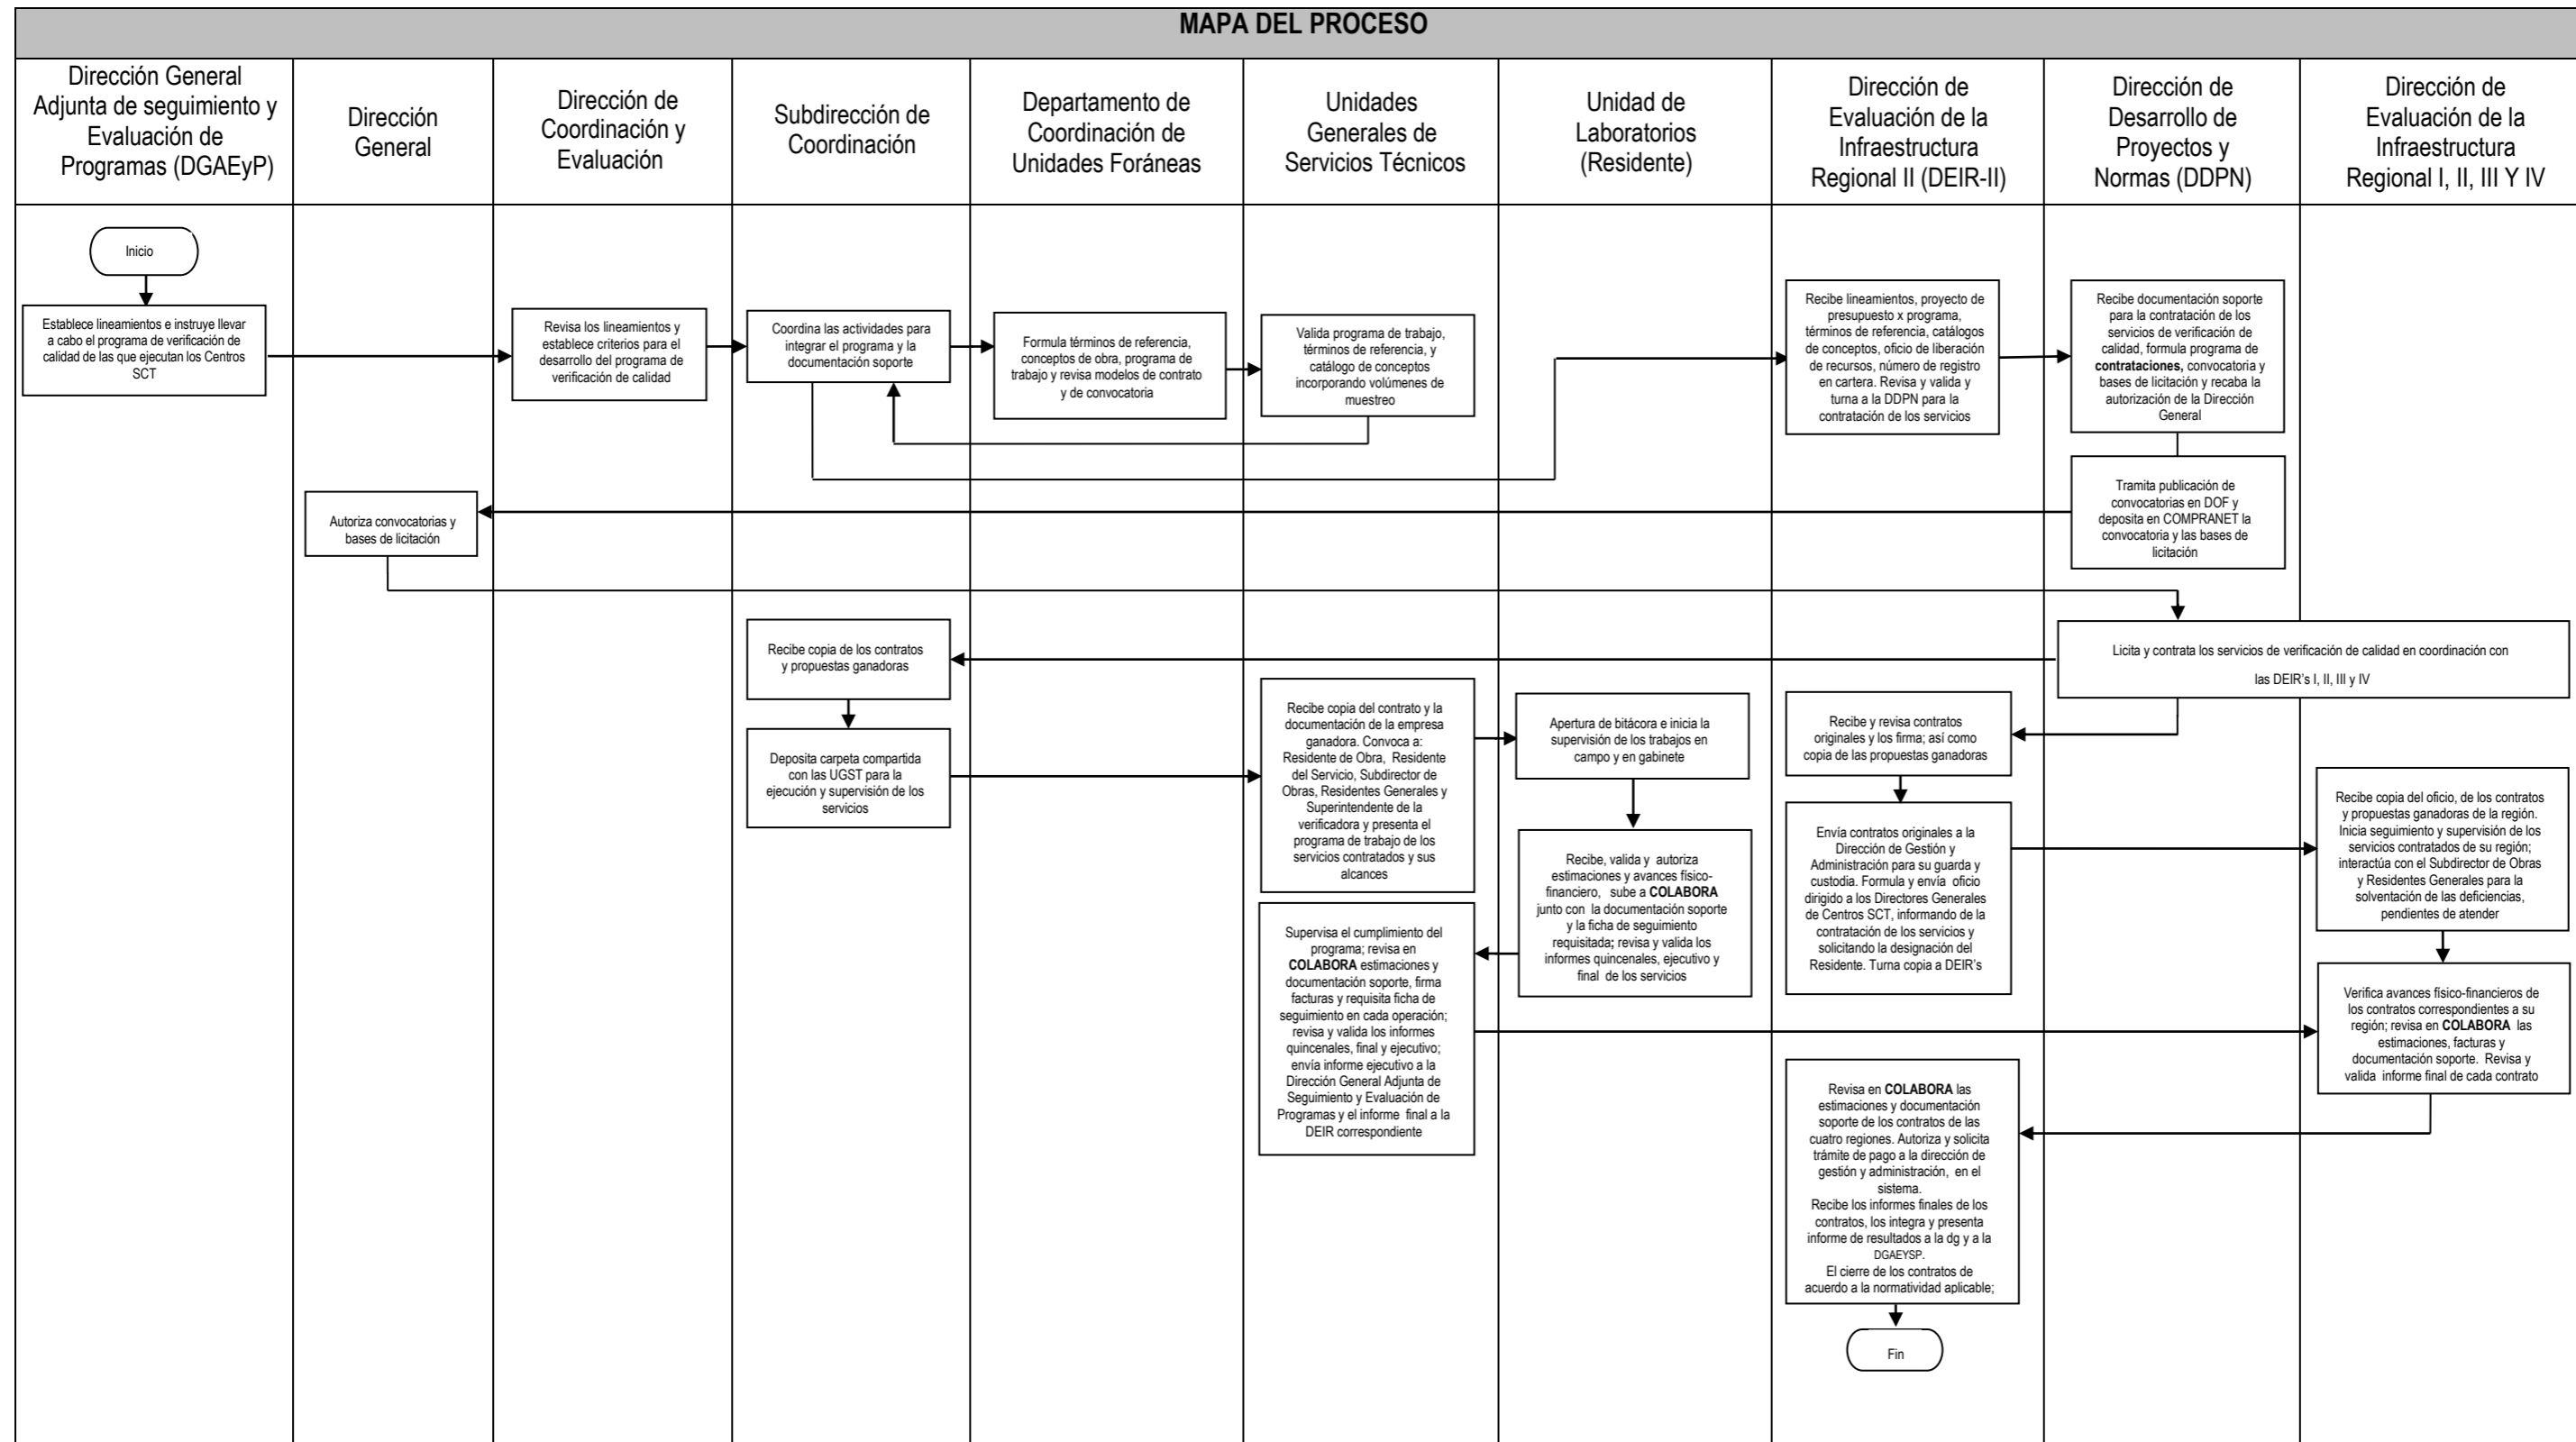 MAPA DEL PROCESO
Dirección General
Adjunta de seguimiento y
Evaluación de
Programas (DGAEyP)
Dirección
General
Dirección de
Coordinación y
Evaluación
Subdirección de
Coordinación
Departamento de
Coordinación de
Unidades Foráneas
Unidades
Generales de
Servicios Técnicos
Unidad de
Laboratorios
(Residente)
Dirección de
Evaluación de la
Infraestructura
Regional II (DEIR-II)
Dirección de
Desarrollo de
Proyectos y
Normas (DDPN)
Dirección de
Evaluación de la
Infraestructura
Regional I, II, III Y IV
Inicio
Establece lineamientos e instruye llevar
a cabo el programa de verificación de
calidad de las que ejecutan los Centros
SCT
Revisa los lineamientos y
establece criterios para el
desarrollo del programa de
verificación de calidad
Coordina las actividades para
integrar el programa y la
documentación soporte
Formula términos de referencia,
conceptos de obra, programa de
trabajo y revisa modelos de contrato
y de convocatoria
Valida programa de trabajo,
términos de referencia, y
catálogo de conceptos
incorporando volúmenes de
muestreo
Recibe lineamientos, proyecto de
presupuesto x programa,
términos de referencia, catálogos
de conceptos, oficio de liberación
de recursos, número de registro
en cartera. Revisa y valida y
turna a la DDPN para la
contratación de los servicios
Recibe documentación soporte
para la contratación de los
servicios de verificación de
calidad, formula programa de
contrataciones, convocatoria y
bases de licitación y recaba la
autorización de la Dirección
General
Tramita publicación de
convocatorias en DOF y
deposita en COMPRANET la
convocatoria y las bases de
licitación
Autoriza convocatorias y
bases de licitación
Licita y contrata los servicios de verificación de calidad en coordinación con
las DEIR's I, II, III y IV
Recibe copia de los contratos
y propuestas ganadoras
Deposita carpeta compartida
con las UGST para la
ejecución y supervisión de los
servicios
Recibe copia del contrato y la
documentación de la empresa
ganadora. Convoca a:
Residente de Obra, Residente
del Servicio, Subdirector de
Obras, Residentes Generales y
Superintendente de la
verificadora y presenta el
programa de trabajo de los
servicios contratados y sus
alcances
Apertura de bitácora e inicia la
supervisión de los trabajos en
campo y en gabinete
Recibe y revisa contratos
originales y los firma; así como
copia de las propuestas ganadoras
Recibe, valida y autoriza
estimaciones y avances físico-
financiero, sube a COLABORA
junto con la documentación soporte
y la ficha de seguimiento
requisitada; revisa y valida los
informes quincenales, ejecutivo y
final de los servicios
Envía contratos originales a la
Dirección de Gestión y
Administración para su guarda y
custodia. Formula y envía oficio
dirigido a los Directores Generales
de Centros SCT, informando de la
contratación de los servicios y
solicitando la designación del
Residente. Turna copia a DEIR's
Recibe copia del oficio, de los contratos
y propuestas ganadoras de la región.
Inicia seguimiento y supervisión de los
servicios contratados de su región;
interactúa con el Subdirector de Obras
y Residentes Generales para la
solventación de las deficiencias,
pendientes de atender
Supervisa el cumplimiento del
programa; revisa en
COLABORA estimaciones y
documentación soporte, firma
facturas y requisita ficha de
seguimiento en cada operación;
revisa y valida los informes
quincenales, final y ejecutivo;
envía informe ejecutivo a la
Dirección General Adjunta de
Seguimiento y Evaluación de
Programas y el informe final a la
DEIR correspondiente
Verifica avances físico-financieros de
los contratos correspondientes a su
región; revisa en COLABORA las
estimaciones, facturas y
documentación soporte. Revisa y
valida informe final de cada contrato
Revisa en COLABORA las
estimaciones y documentación
soporte de los contratos de las
cuatro regiones. Autoriza y solicita
trámite de pago a la dirección de
gestión y administración, en el
sistema.
Recibe los informes finales de los
contratos, los integra y presenta
informe de resultados a la dg y a la
DGAEYSP.
El cierre de los contratos de
acuerdo a la normatividad aplicable;
Fin